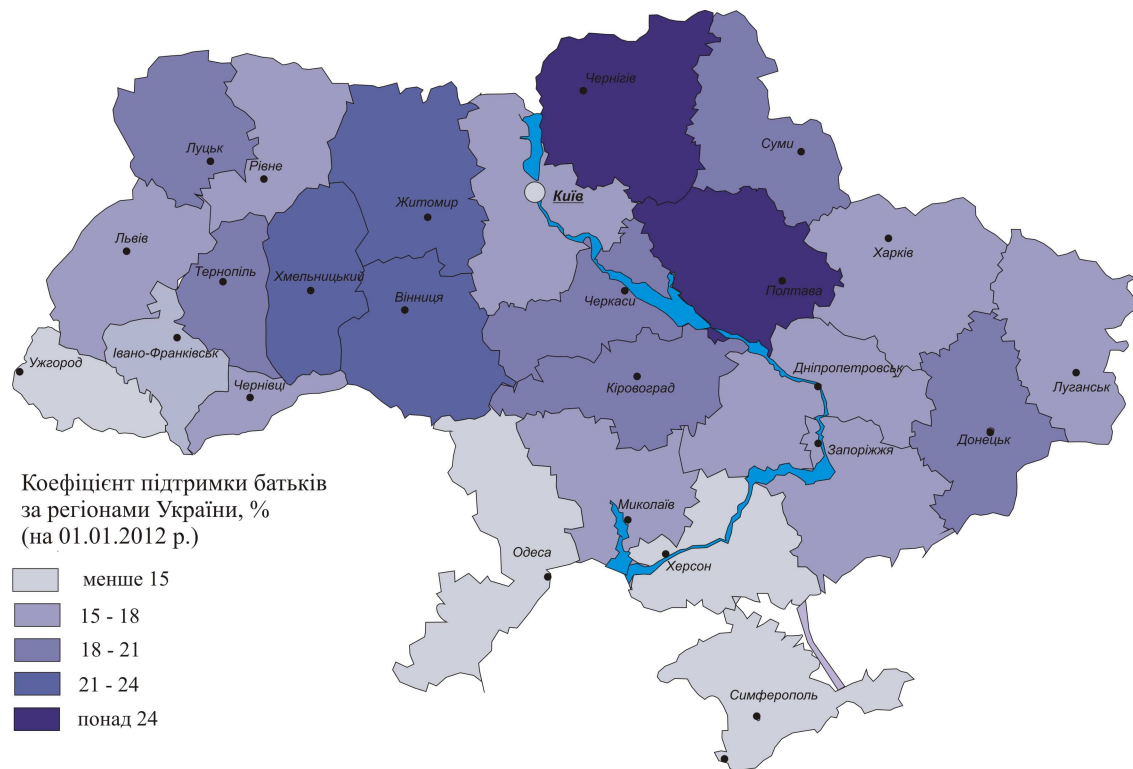 Чернігів
Суми
Луцьк
Рівне
Київ
Житомир
Львів
Харків
Тернопіль
Хмельницький
Вінниця
Черкаси
Полтава
Івано-Франківськ
Ужгород
Чернівці
Кіровоград
Дніпропетровськ
Луганськ
Донецьк
Запоріжжя
Миколаїв
Одеса
Херсон
Симферополь
Коефіцієнт підтримки батьків
за регіонами України, %
(на 01.01.2012 р.)
менше 15
15 - 18
18 - 21
21 - 24
понад 24